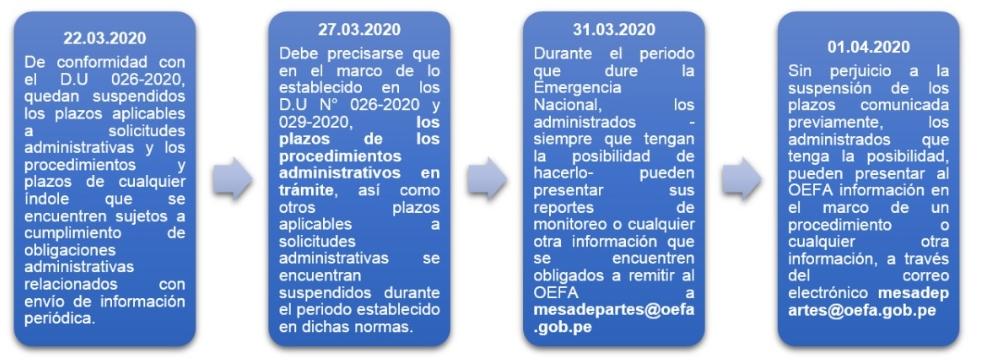 22.03.2020
De conformidad con
el D.U 026-2020,
quedan suspendidos
los plazos aplicables
a solicitudes
administrativas y los
procedimientos y
plazos de cualquier
índole que se
encuentren sujetos a
cumplimiento de
obligaciones
administrativas
relacionados con
envío de información
periódica.
27.03.2020
Debe precisarse que
en el marco de lo
establecido en los
D.U N° 026-2020 y
029-2020, los
plazos de los
procedimientos
administrativos en
trámite, así como
otros plazos
aplicables a
solicitudes
administrativas se
encuentran
suspendidos durante
el periodo establecido
en dichas normas.
31.03.2020
Durante el periodo
que dure la
Emergencia
Nacional, los
administrados -
siempre que tengan
la posibilidad de
hacerlo- pueden
presentar sus
reportes de
monitoreo o cualquier
otra información que
se encuentren
obligados a remitir al
OEFA a
mesadepartes@oefa
.gob.pe
01.04.2020
Sin perjuicio a la
suspensión de los
plazos comunicada
previamente, los
administrados que
tenga la posibilidad,
pueden presentar al
OEFA información en
el marco de un
procedimiento o
cualquier otra
información, a través
del correo
electrónico mesadep
artes@oefa.gob.pe